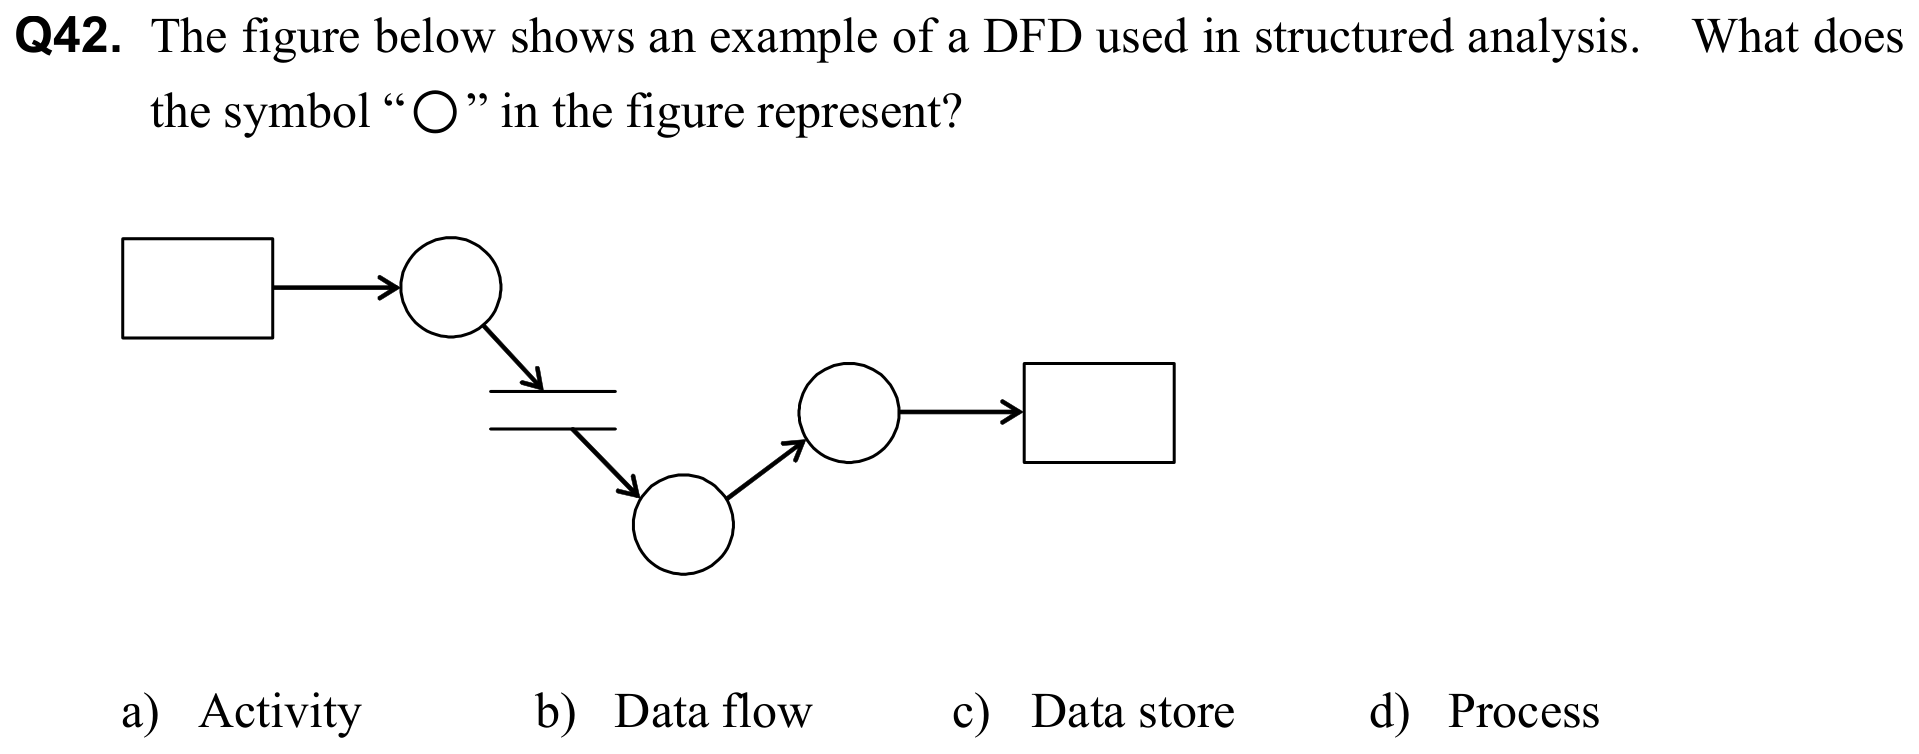 Q42. The figure below shows an example of a DFD used in structured analysis. What does
the symbol “○” in the figure represent?
a) Activity b) Data flow c) Data store d) Process